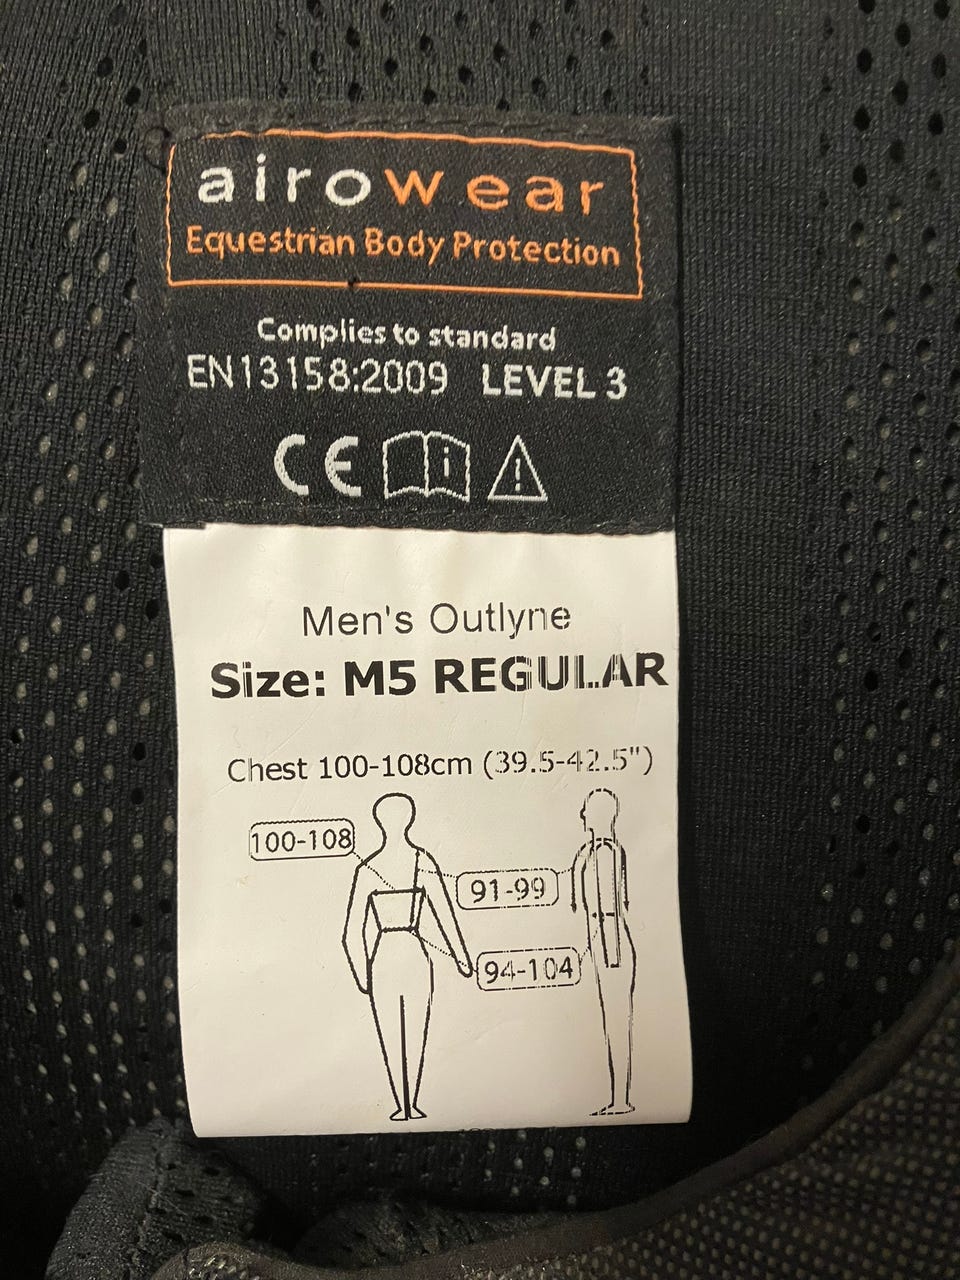 airowear
Equestrian Body Protection
Complies to standard
EN13158:2009 LEVEL 3
CE
i
!
Men's Outlyne
Size: M5 REGULAR
Chest 100-108cm (39.5-42.5")
100-108
91-99
94-104